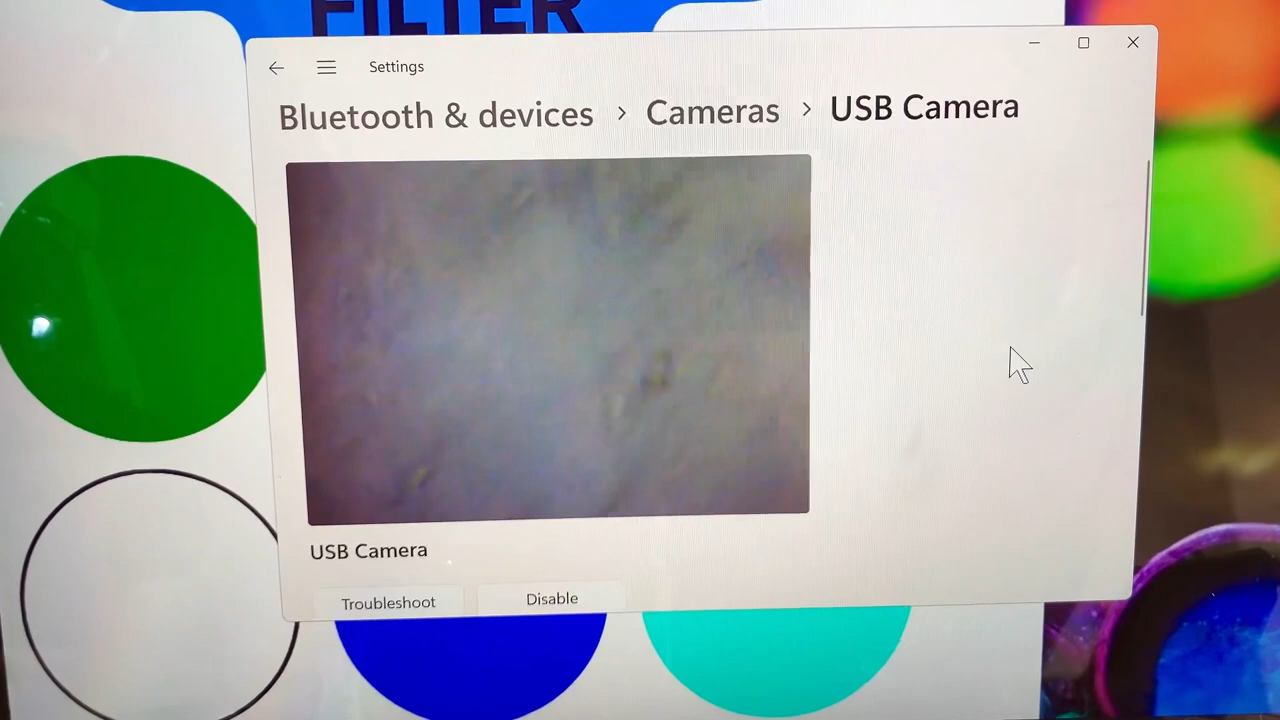 FILTER
Settings
Bluetooth & devices > Cameras > USB Camera
USB Camera
Troubleshoot
Disable